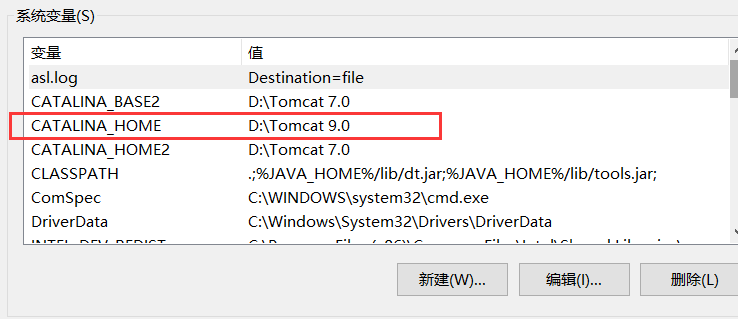 系统变量(S)
变量 值
asl.log Destination=file
CATALINA_BASE2 D:\Tomcat 7.0
CATALINA_HOME D:\Tomcat 9.0
CATALINA_HOME2 D:\Tomcat 7.0
CLASSPATH .;%JAVA_HOME%/lib/dt.jar;%JAVA_HOME%/lib/tools.jar;
ComSpec C:\WINDOWS\system32\cmd.exe
DriverData C:\Windows\System32\Drivers\DriverData
新建(W)... 编辑(I)... 删除(L)